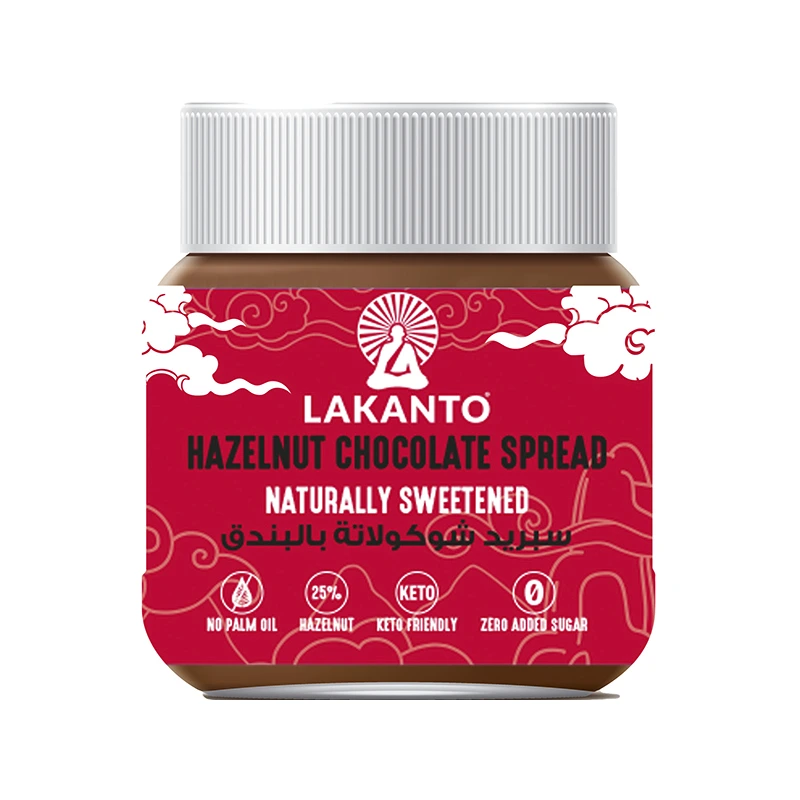 LAKANTO
HAZELNUT CHOCOLATE SPREAD
NATURALLY SWEETENED
سبريد شوكولاتة بالبندق
25% KETO 0
NO PALM OIL HAZELNUT KETO FRIENDLY ZERO ADDED SUGAR